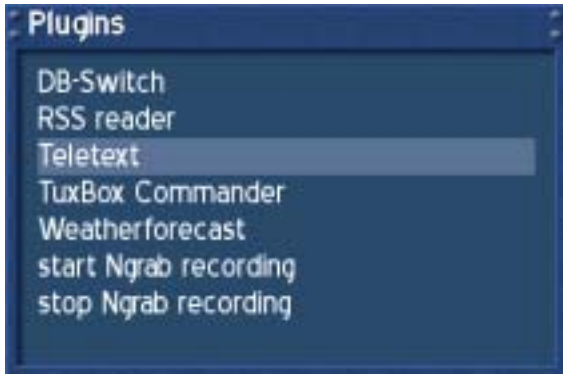 Plugins
DB-Switch
RSS reader
Teletext
TuxBox Commander
Weatherforecast
start Ngrab recording
stop Ngrab recording